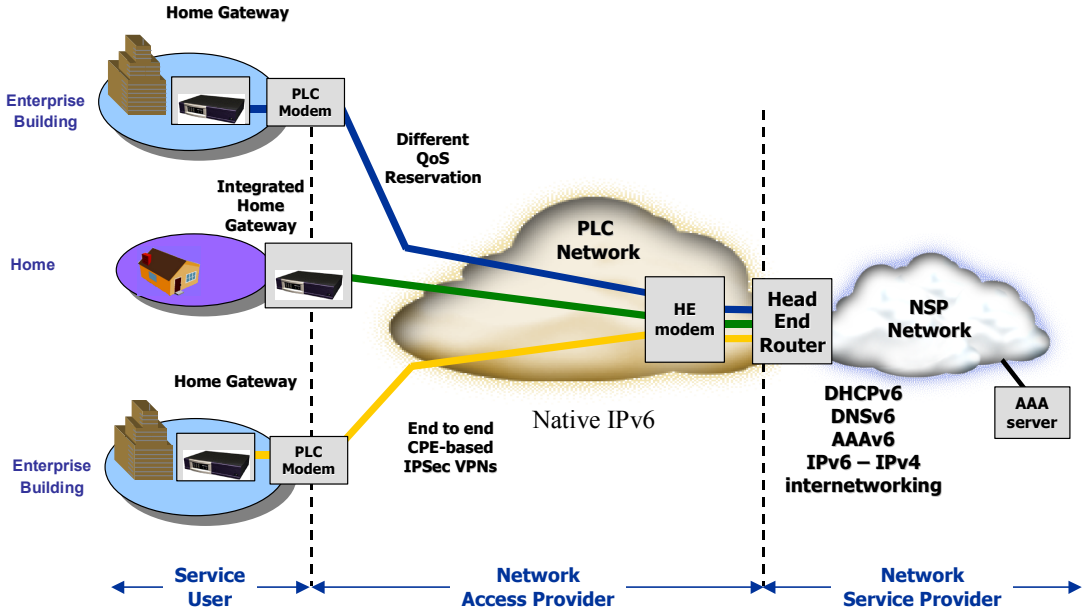 Home Gateway
Enterprise
Building
PLC
Modem
Different
QoS
Reservation
Integrated
Home
Gateway
Home
PLC
Network
HE
modem
Head
End
Router
NSP
Network
Home Gateway
Enterprise
Building
PLC
Modem
End to end
CPE-based
IPSec VPNs
Native IPv6
DHCPv6
DNSv6
AAAv6
IPv6 – IPv4
internetworking
AAA
server
Service
User
Network
Access Provider
Network
Service Provider